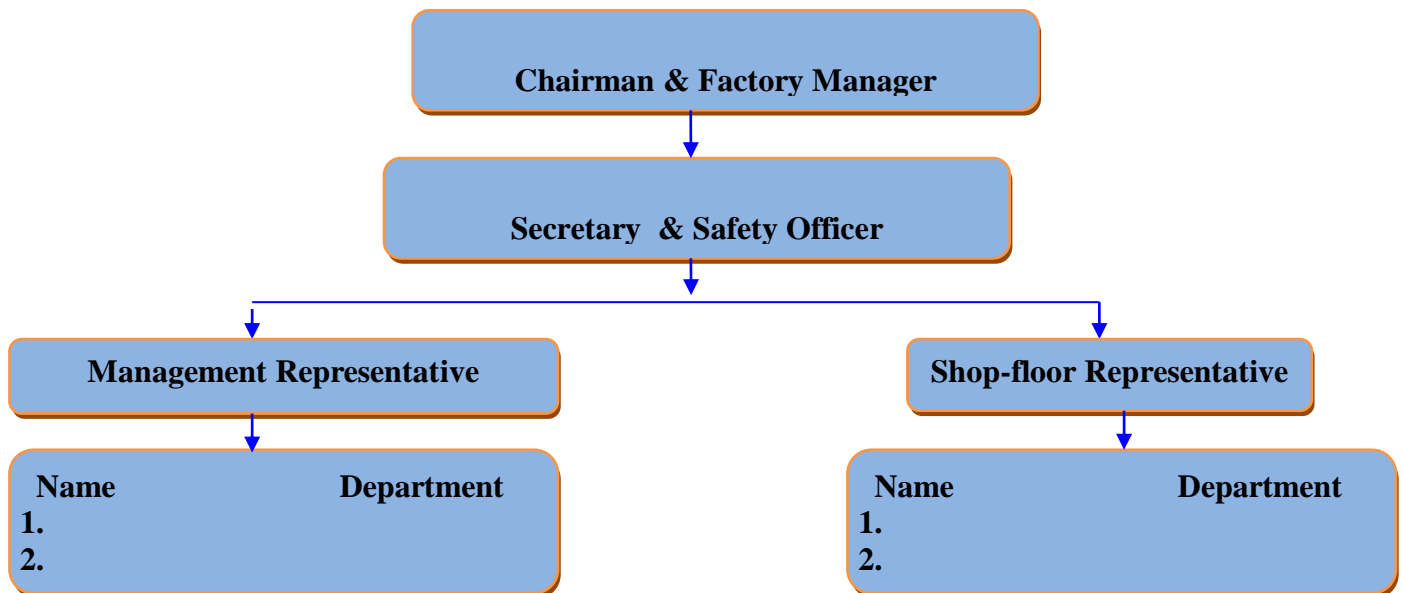 Chairman & Factory Manager
Secretary & Safety Officer
Management Representative
Shop-floor Representative
Name Department
1.
2.
Name Department
1.
2.